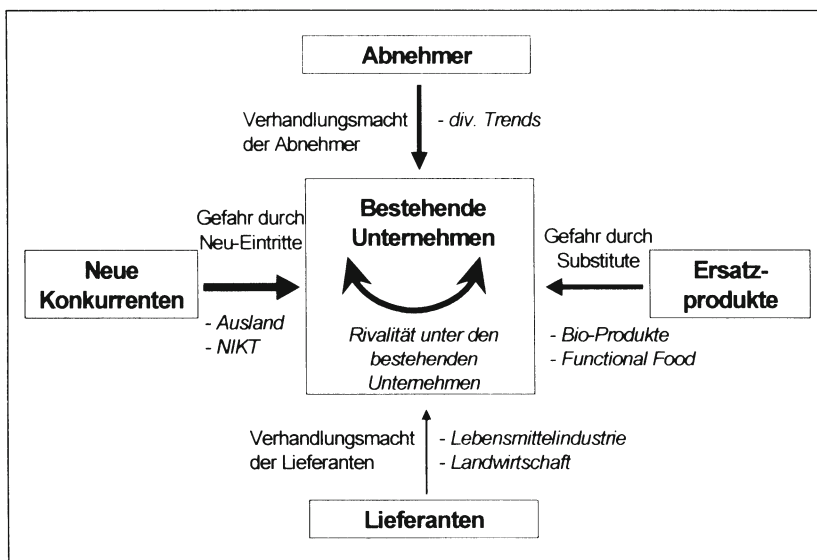 Abnehmer
Verhandlungsmacht
der Abnehmer
- div. Trends
Bestehende
Unternehmen
Rivalität unter den
bestehenden
Unternehmen
Gefahr durch
Neu-Eintritte
Neue
Konkurrenten
- Ausland
- NIKT
Gefahr durch
Substitute
Ersatz-
produkte
- Bio-Produkte
- Functional Food
Verhandlungsmacht
der Lieferanten
- Lebensmittelindustrie
- Landwirtschaft
Lieferanten